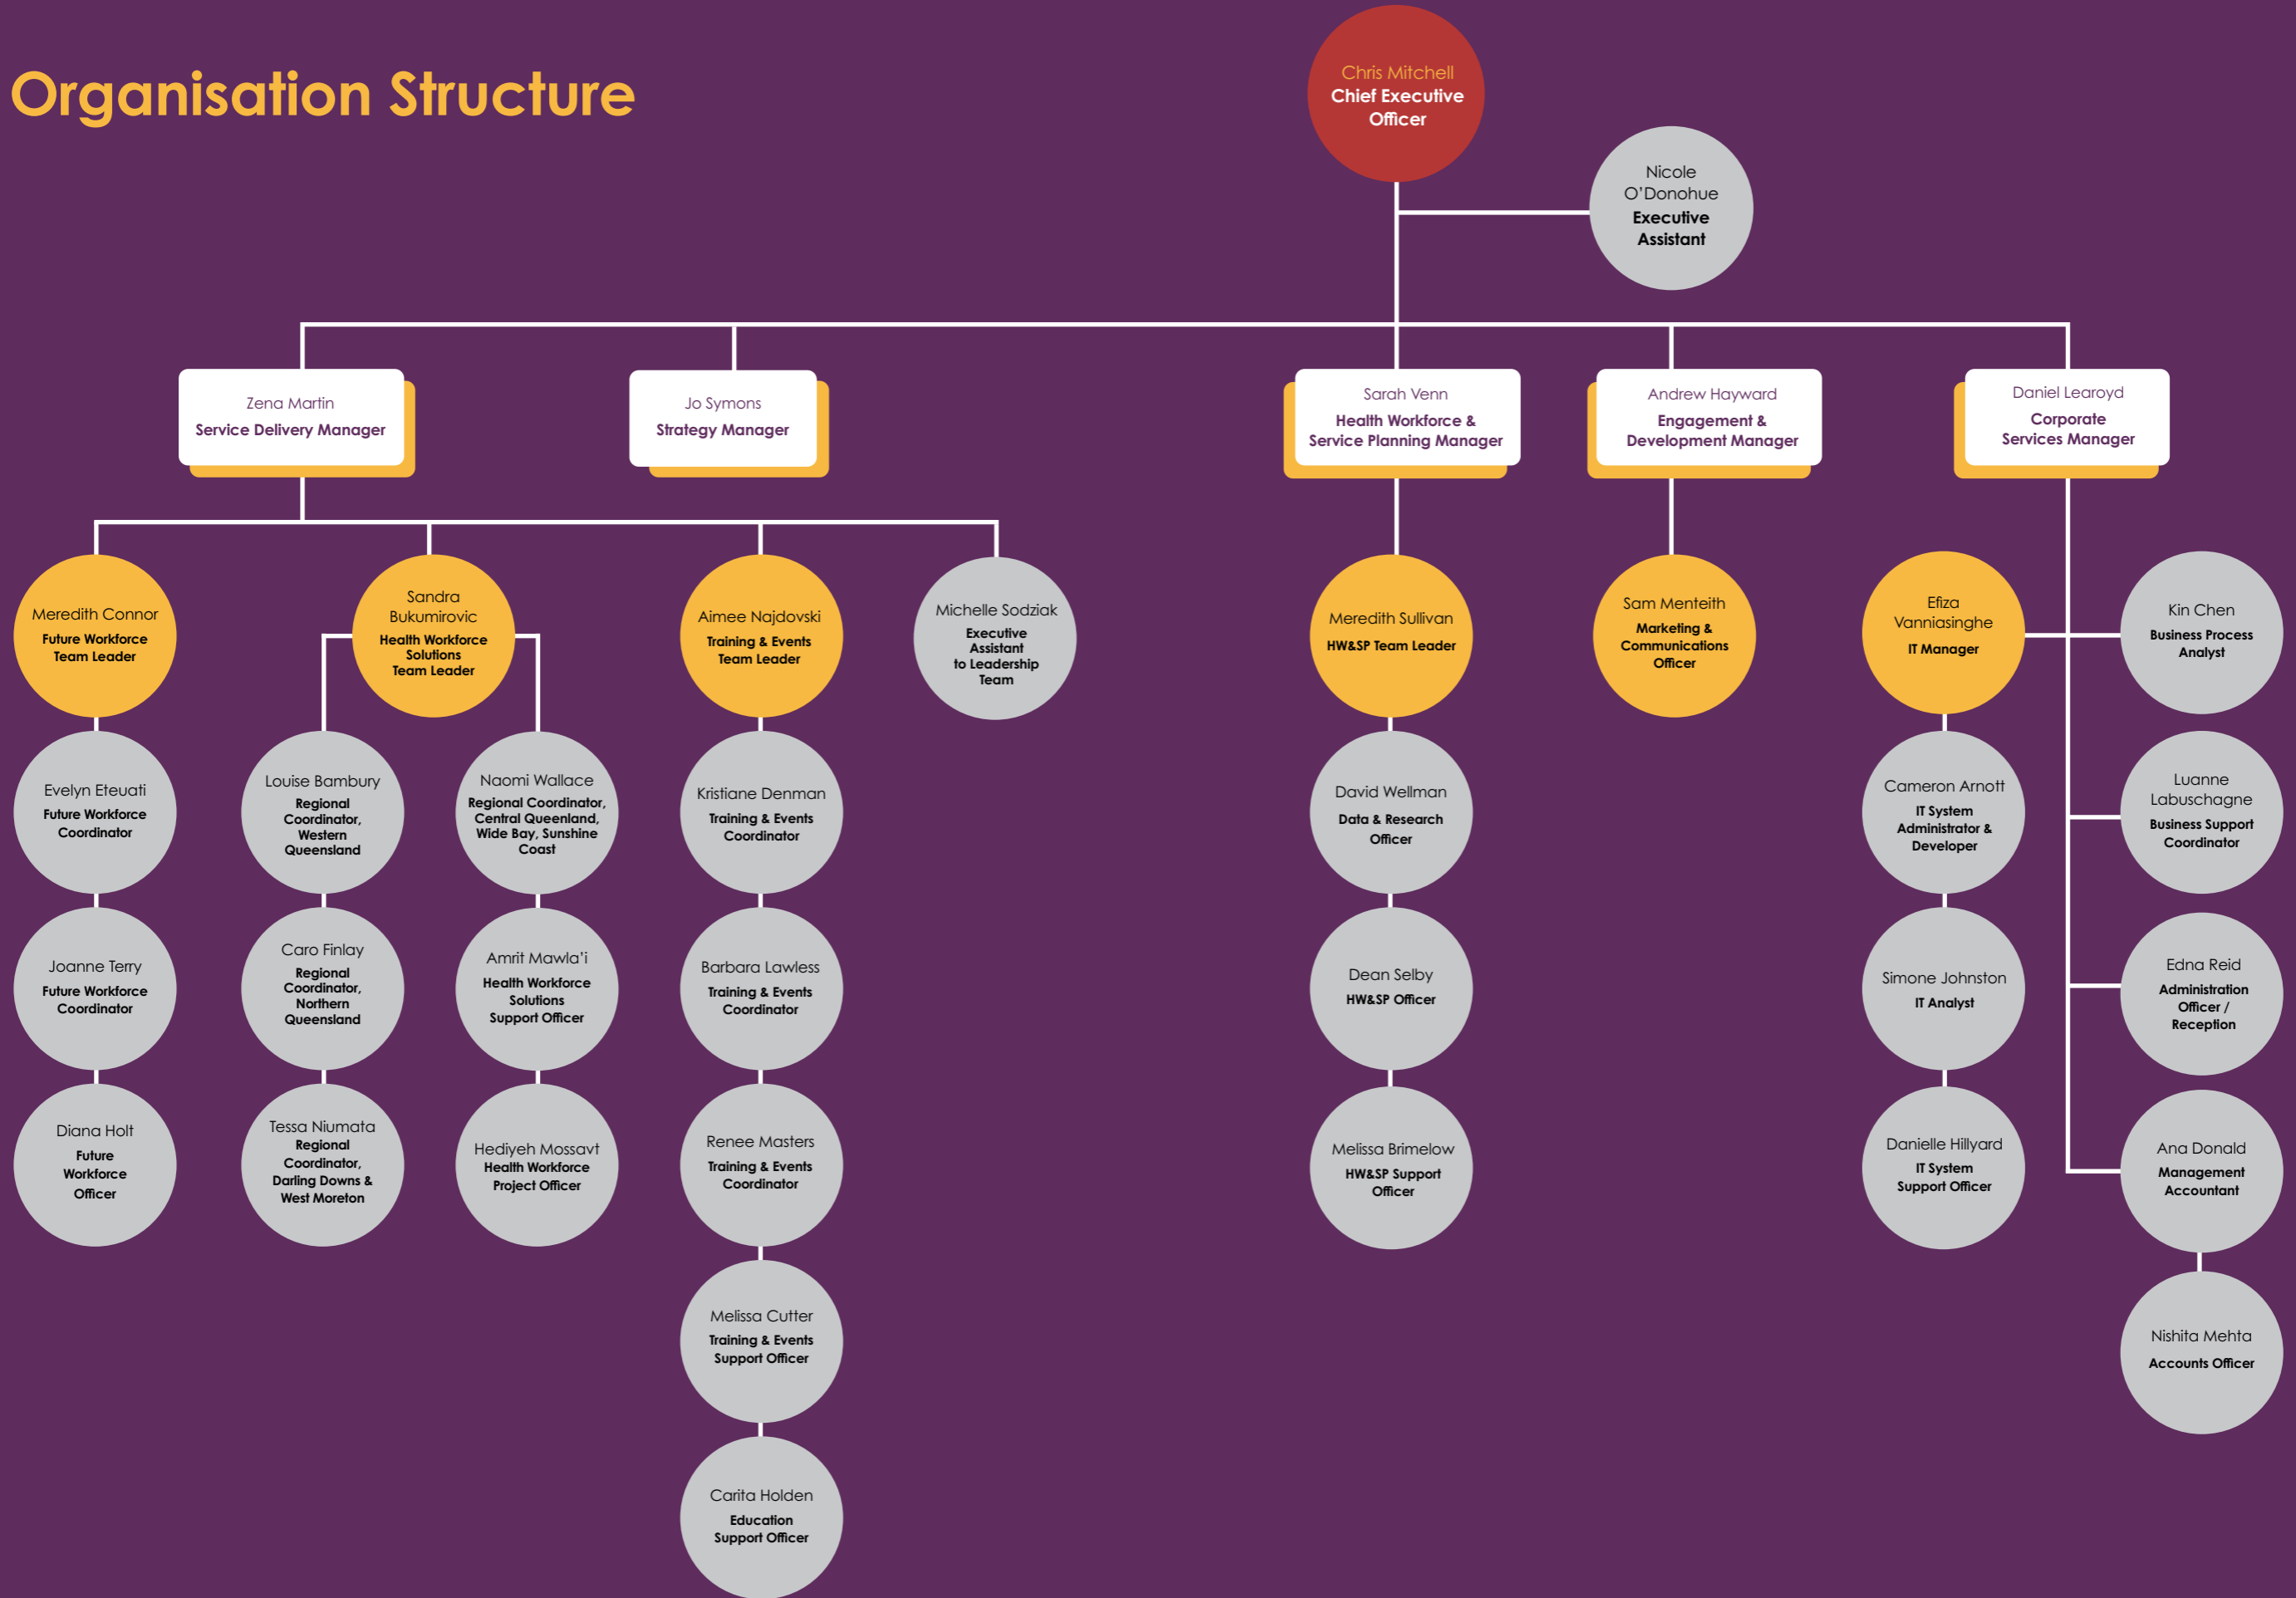 Organisation Structure
Chris Mitchell
Chief Executive
Officer
Nicole
O'Donohue
Executive
Assistant
Zena Martin
Service Delivery Manager
Jo Symons
Strategy Manager
Sarah Venn
Health Workforce &
Service Planning Manager
Andrew Hayward
Engagement &
Development Manager
Daniel Learoyd
Corporate
Services Manager
Meredith Connor
Future Workforce
Team Leader
Sandra
Bukumirovic
Health Workforce
Solutions
Team Leader
Aimee Najdovski
Training & Events
Team Leader
Michelle Sodziak
Executive
Assistant
to Leadership
Team
Meredith Sullivan
HW&SP Team Leader
Sam Menteith
Marketing &
Communications
Officer
Efiza
Vanniasinghe
IT Manager
Kin Chen
Business Process
Analyst
Evelyn Eteuati
Future Workforce
Coordinator
Louise Bambury
Regional
Coordinator,
Western
Queensland
Naomi Wallace
Regional Coordinator,
Central Queenland,
Wide Bay, Sunshine
Coast
Kristiane Denman
Training & Events
Coordinator
David Wellman
Data & Research
Officer
Cameron Arnott
IT System
Administrator &
Developer
Luanne
Labuschagne
Business Support
Coordinator
Joanne Terry
Future Workforce
Coordinator
Caro Finlay
Regional
Coordinator,
Northern
Queensland
Amrit Mawla'i
Health Workforce
Solutions
Support Officer
Barbara Lawless
Training & Events
Coordinator
Dean Selby
HW&SP Officer
Simone Johnston
IT Analyst
Edna Reid
Administration
Officer /
Reception
Diana Holt
Future
Workforce
Officer
Tessa Niumata
Regional
Coordinator,
Darling Downs &
West Moreton
Hediyeh Mossavt
Health Workforce
Project Officer
Renee Masters
Training & Events
Coordinator
Melissa Brimelow
HW&SP Support
Officer
Danielle Hillyard
IT System
Support Officer
Ana Donald
Management
Accountant
Melissa Cutter
Training & Events
Support Officer
Nishita Mehta
Accounts Officer
Carita Holden
Education
Support Officer